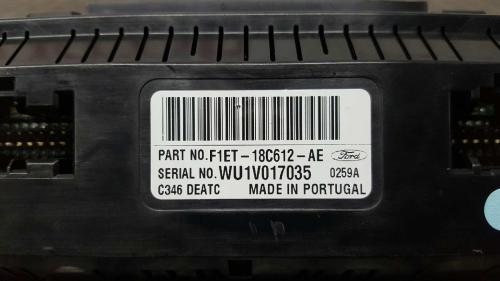 PART NO.F1ET-18C612-AE Ford
SERIAL NO.WU1V017035 0259A
C346 DEATC MADE IN PORTUGAL